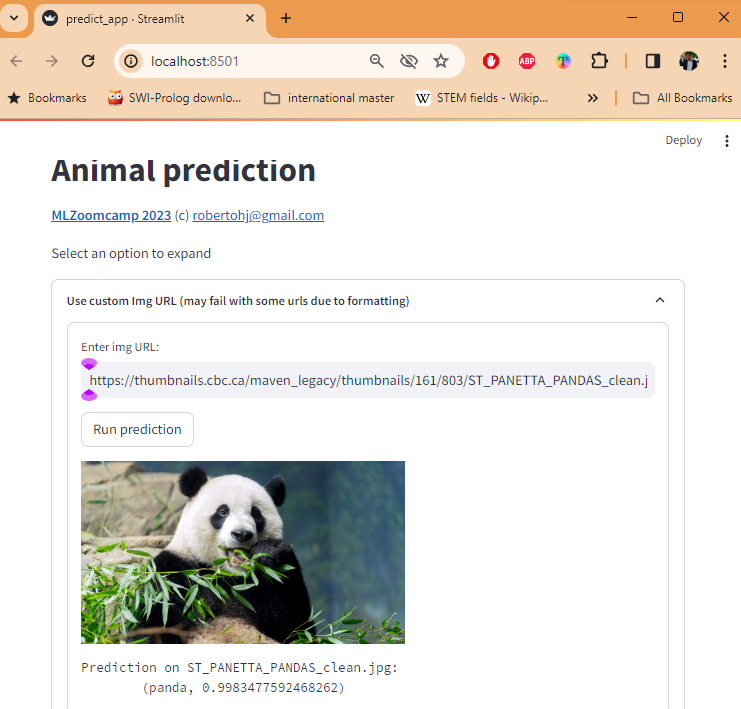 predict_app · Streamlit
localhost:8501
ABP
Bookmarks
SWI-Prolog downlo...
international master
W STEM fields - Wikip...
All Bookmarks
Deploy
Animal prediction
MLZoomcamp 2023 (c) robertohj@gmail.com
Select an option to expand
Use custom Img URL (may fail with some urls due to formatting)
Enter img URL:
https://thumbnails.cbc.ca/maven_legacy/thumbnails/161/803/ST_PANETTA_PANDAS_clean.j
Run prediction
Prediction on ST_PANETTA_PANDAS_clean.jpg:
(panda, 0.9983477592468262)